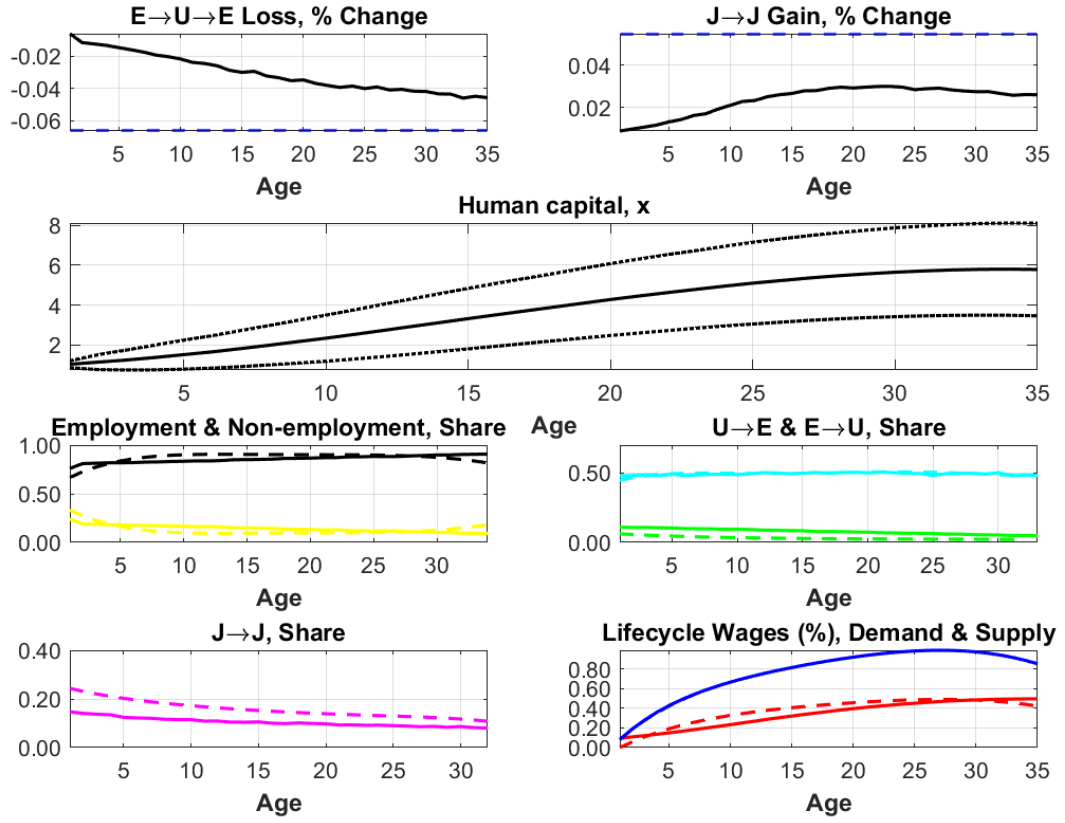 E→U→E Loss, % Change
-0.02
-0.04
-0.06
5 10 15 20 25 30 35
Age
J→J Gain, % Change
0.04
0.02
5 10 15 20 25 30 35
Age
Human capital, x
8
6
4
2
5 10 15 20 25 30 35
Age
Employment & Non-employment, Share
1.00
0.50
0.00
5 10 15 20 25 30
Age
U→E & E→U, Share
0.50
0.00
5 10 15 20 25 30
Age
J→J, Share
0.40
0.20
0.00
5 10 15 20 25 30
Age
Lifecycle Wages (%), Demand & Supply
0.80
0.60
0.40
0.20
0.00
5 10 15 20 25 30 35
Age